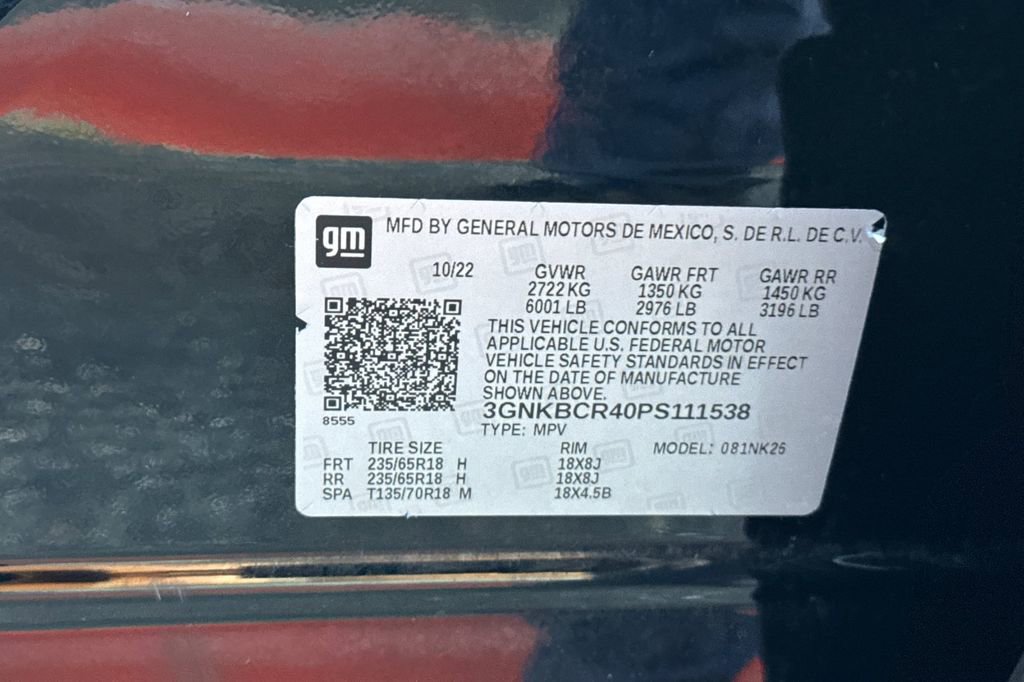 gm MFD BY GENERAL MOTORS DE MEXICO, S. DE R.L. DE C.V.
10/22 GVWR GAWR FRT GAWR RR
2722 KG 1350 KG 1450 KG
6001 LB 2976 LB 3196 LB
THIS VEHICLE CONFORMS TO ALL
APPLICABLE U.S. FEDERAL MOTOR
VEHICLE SAFETY STANDARDS IN EFFECT
ON THE DATE OF MANUFACTURE
SHOWN ABOVE.
8555 3GNKBCR40PS111538
TYPE: MPV
TIRE SIZE RIM MODEL: 081NK26
FRT 235/65R18 H 18X8J
RR 235/65R18 H 18X8J
SPA T135/70R18 M 18X4.5B